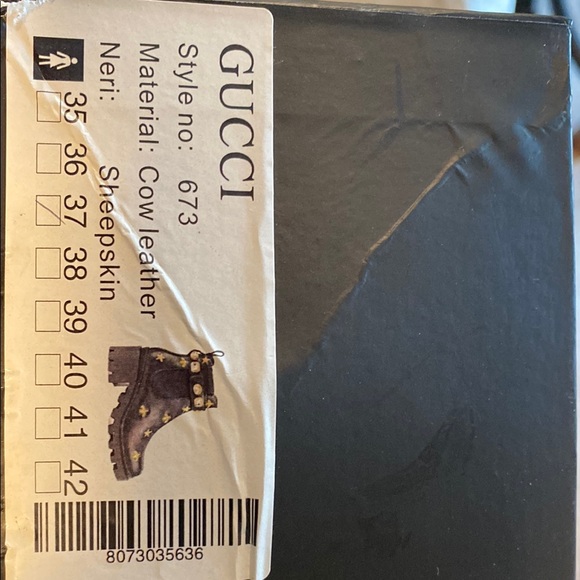 GUCCI
Style no: 673
Material: Cow leather
Neri: Sheepskin
35 36 37 38 39 40 41 42
8073035636